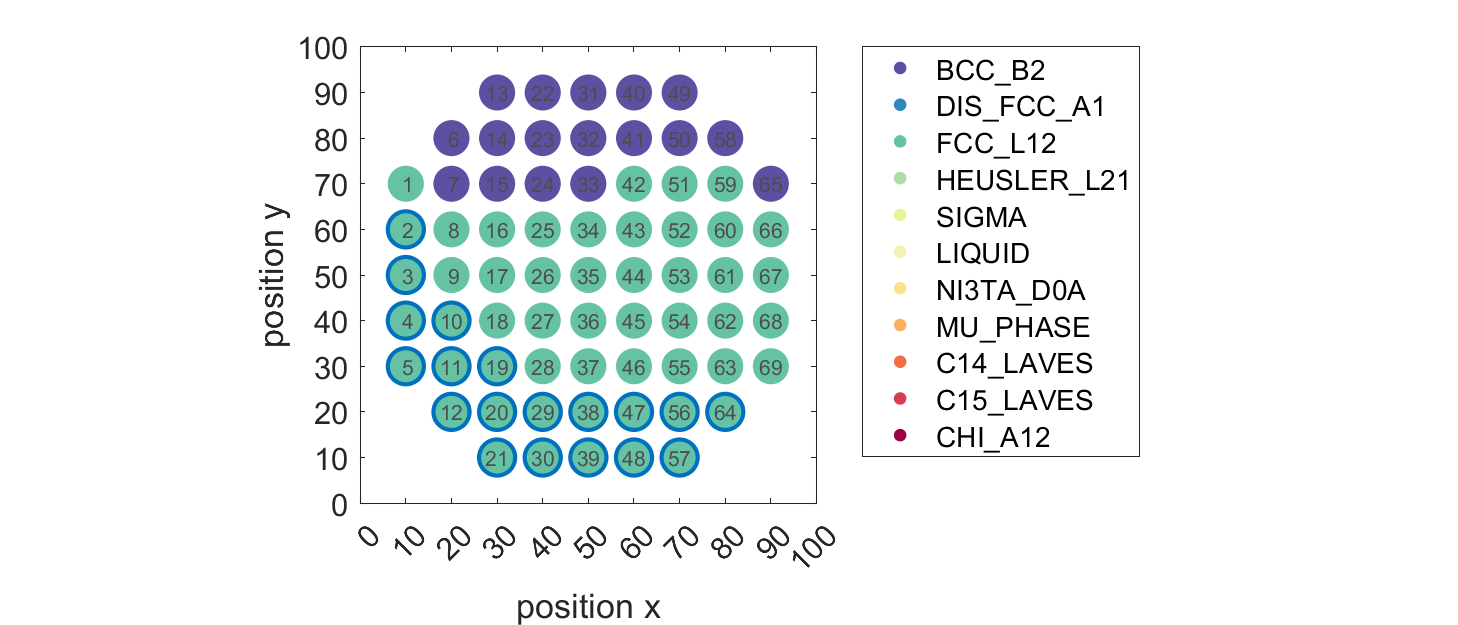 100
90
80
70
60
50
40
30
20
10
0
position y
13 22 31 40 49
6 14 23 32 41 50 58
1 7 15 24 33 42 51 59 65
2 8 16 25 34 43 52 60 66
3 9 17 26 35 44 53 61 67
4 10 18 27 36 45 54 62 68
5 11 19 28 37 46 55 63 69
12 20 29 38 47 56 64
21 30 39 48 57
0 10 20 30 40 50 60 70 80 90 100
position x
BCC_B2
DIS_FCC_A1
FCC_L12
HEUSLER_L21
SIGMA
LIQUID
NI3TA_D0A
MU_PHASE
C14_LAVES
C15_LAVES
CHI_A12